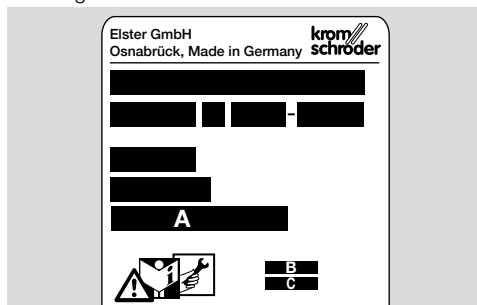 Elster GmbH
Osnabrück, Made in Germany
krom
schröder
-
A
B
C